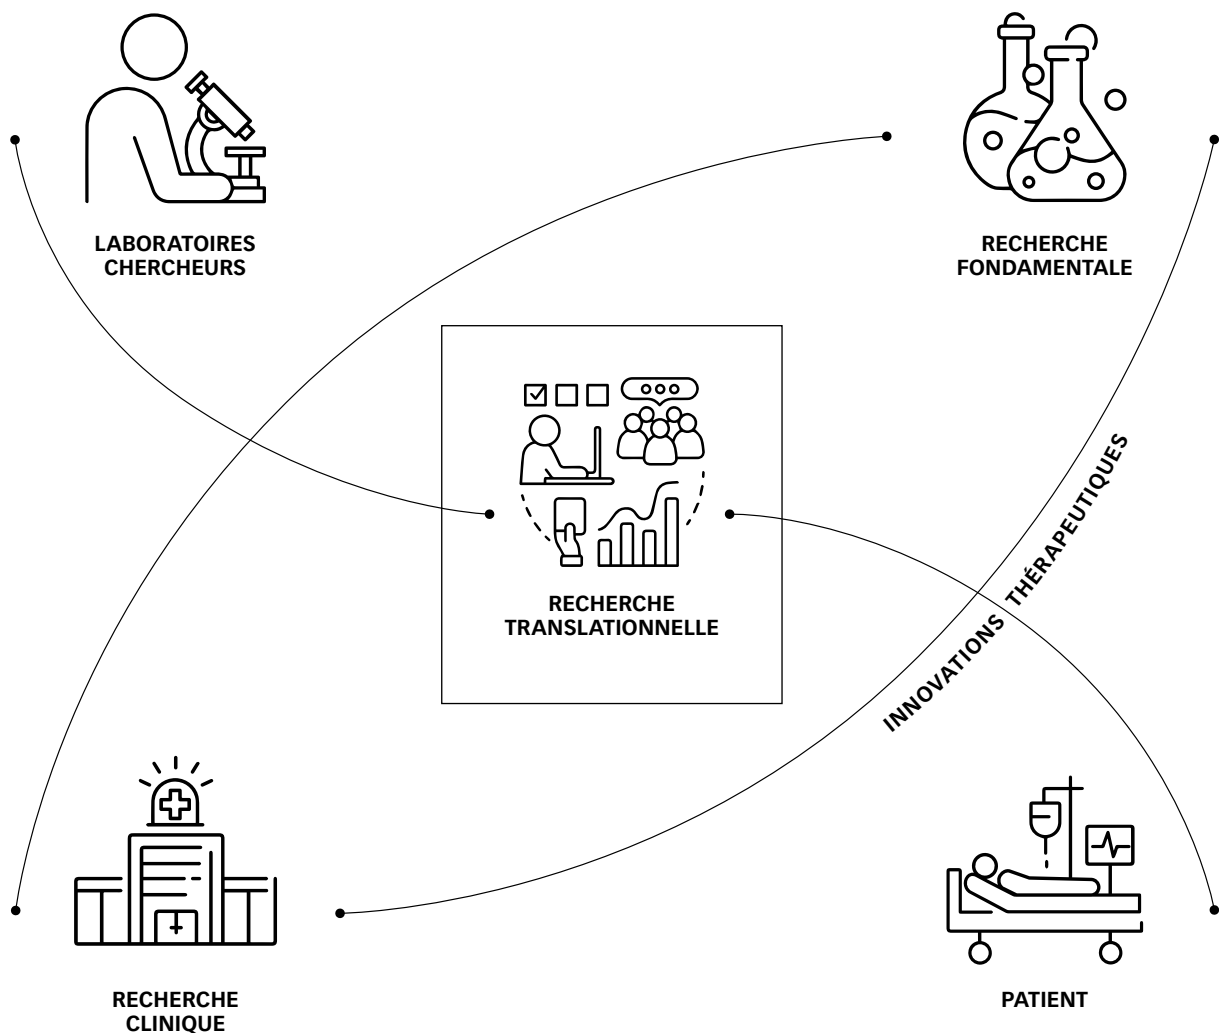 LABORATOIRES
CHERCHEURS
RECHERCHE
FONDAMENTALE
RECHERCHE
TRANSLATIONNELLE
INNOVATIONS THÉRAPEUTIQUES
RECHERCHE
CLINIQUE
PATIENT